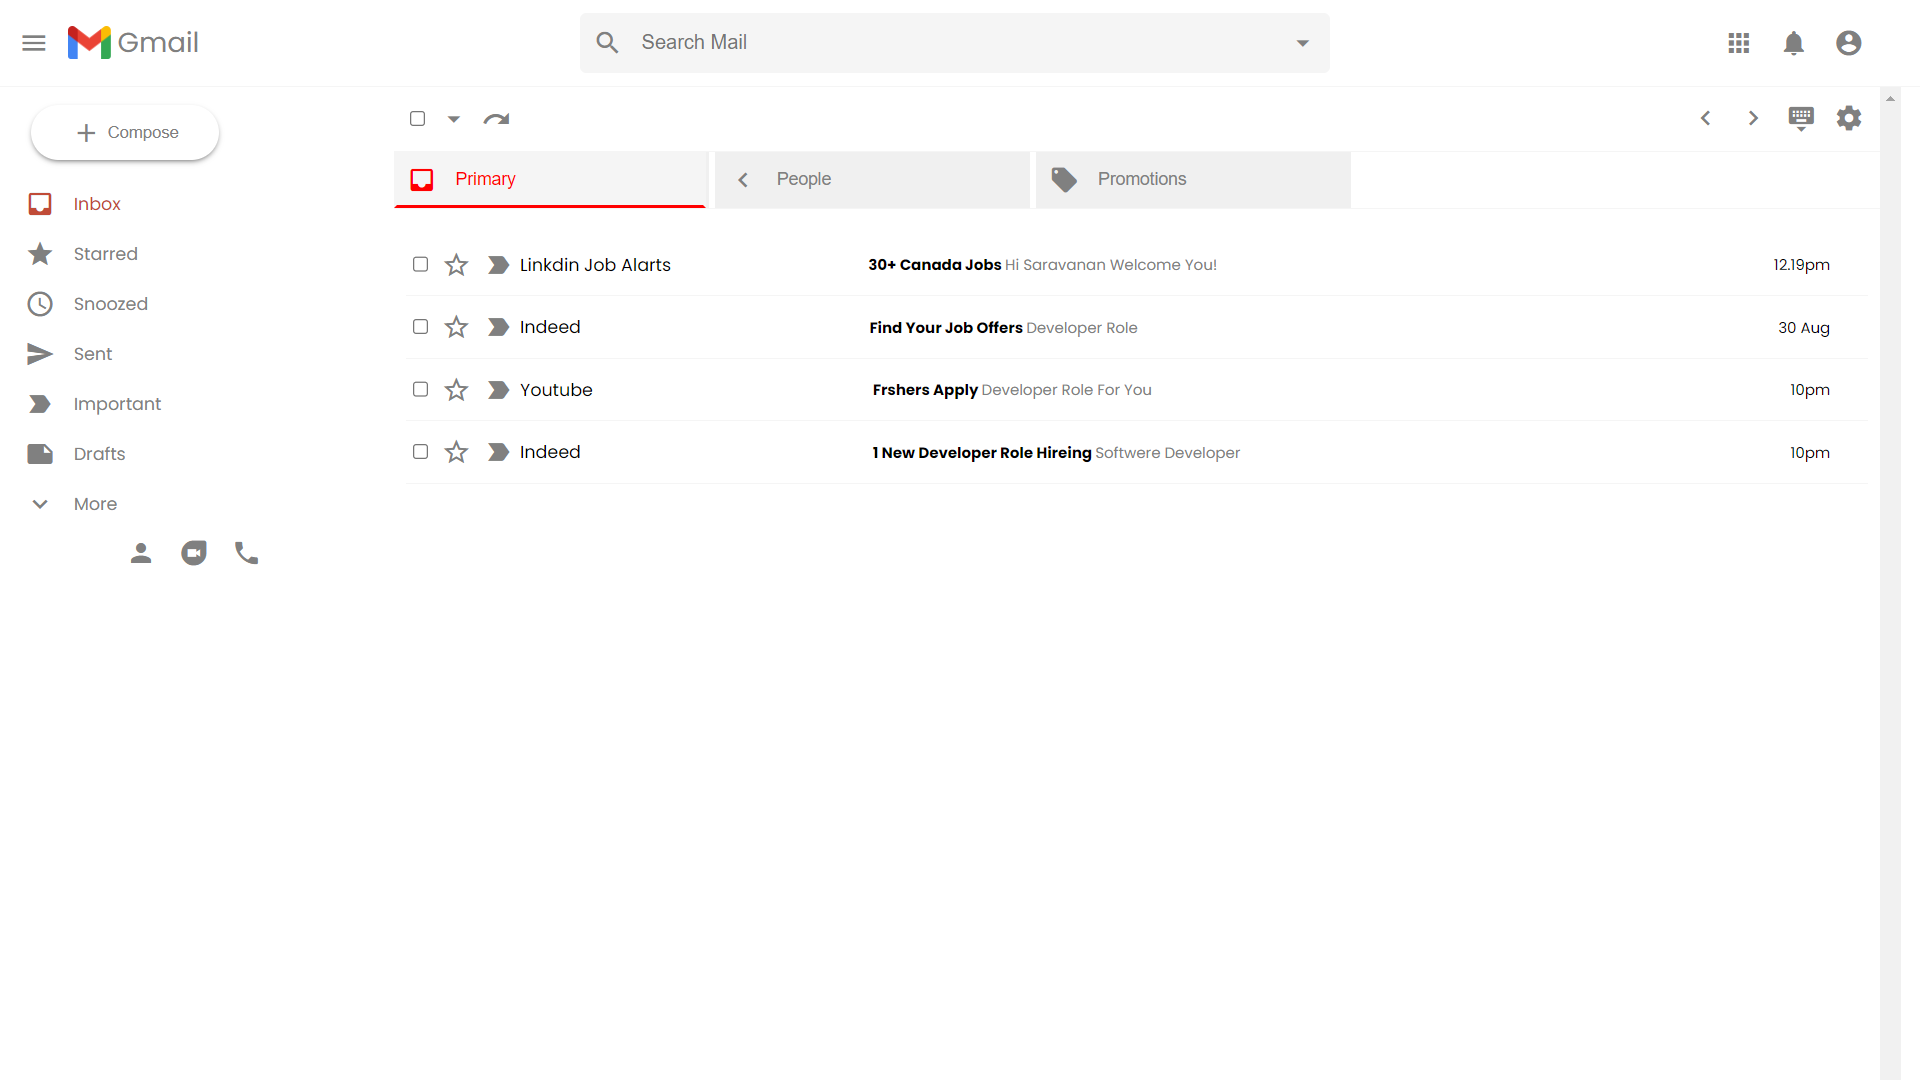 Gmail
Search Mail
Compose
Inbox
Starred
Snoozed
Sent
Important
Drafts
More
Primary
People
Promotions
Linkdin Job Alarts 30+ Canada Jobs Hi Saravanan Welcome You! 12.19pm
Indeed Find Your Job Offers Developer Role 30 Aug
Youtube Frshers Apply Developer Role For You 10pm
Indeed 1 New Developer Role Hireing Softwere Developer 10pm